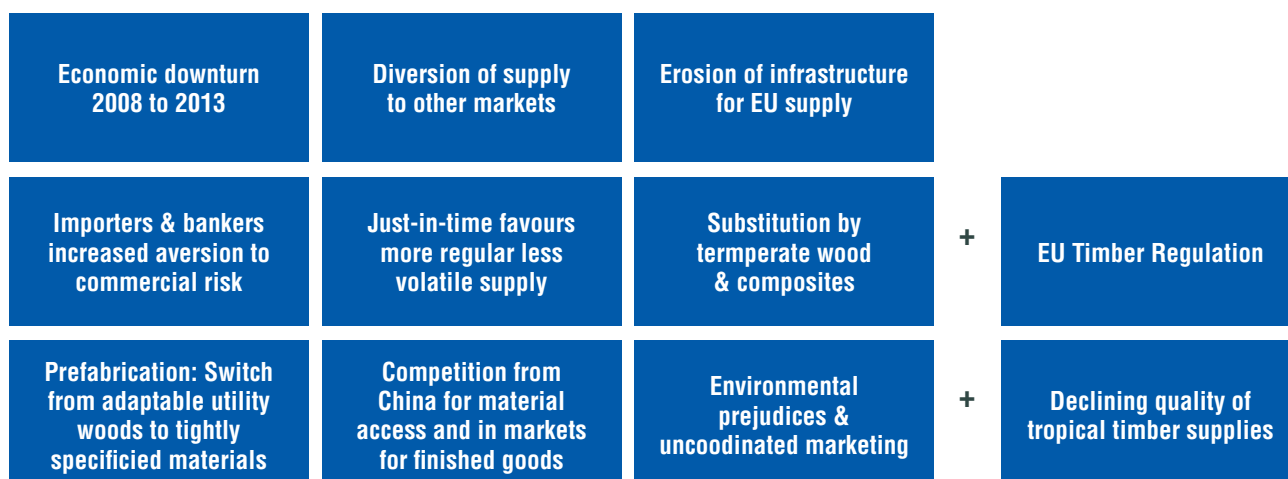 Economic downturn
2008 to 2013
Diversion of supply
to other markets
Erosion of infrastructure
for EU supply
Importers & bankers
increased aversion to
commercial risk
Just-in-time favours
more regular less
volatile supply
Substitution by
termperate wood
& composites
+
EU Timber Regulation
Prefabrication: Switch
from adaptable utility
woods to tightly
specificied materials
Competition from
China for material
access and in markets
for finished goods
Environmental
prejudices &
uncoodinated marketing
+
Declining quality of
tropical timber supplies